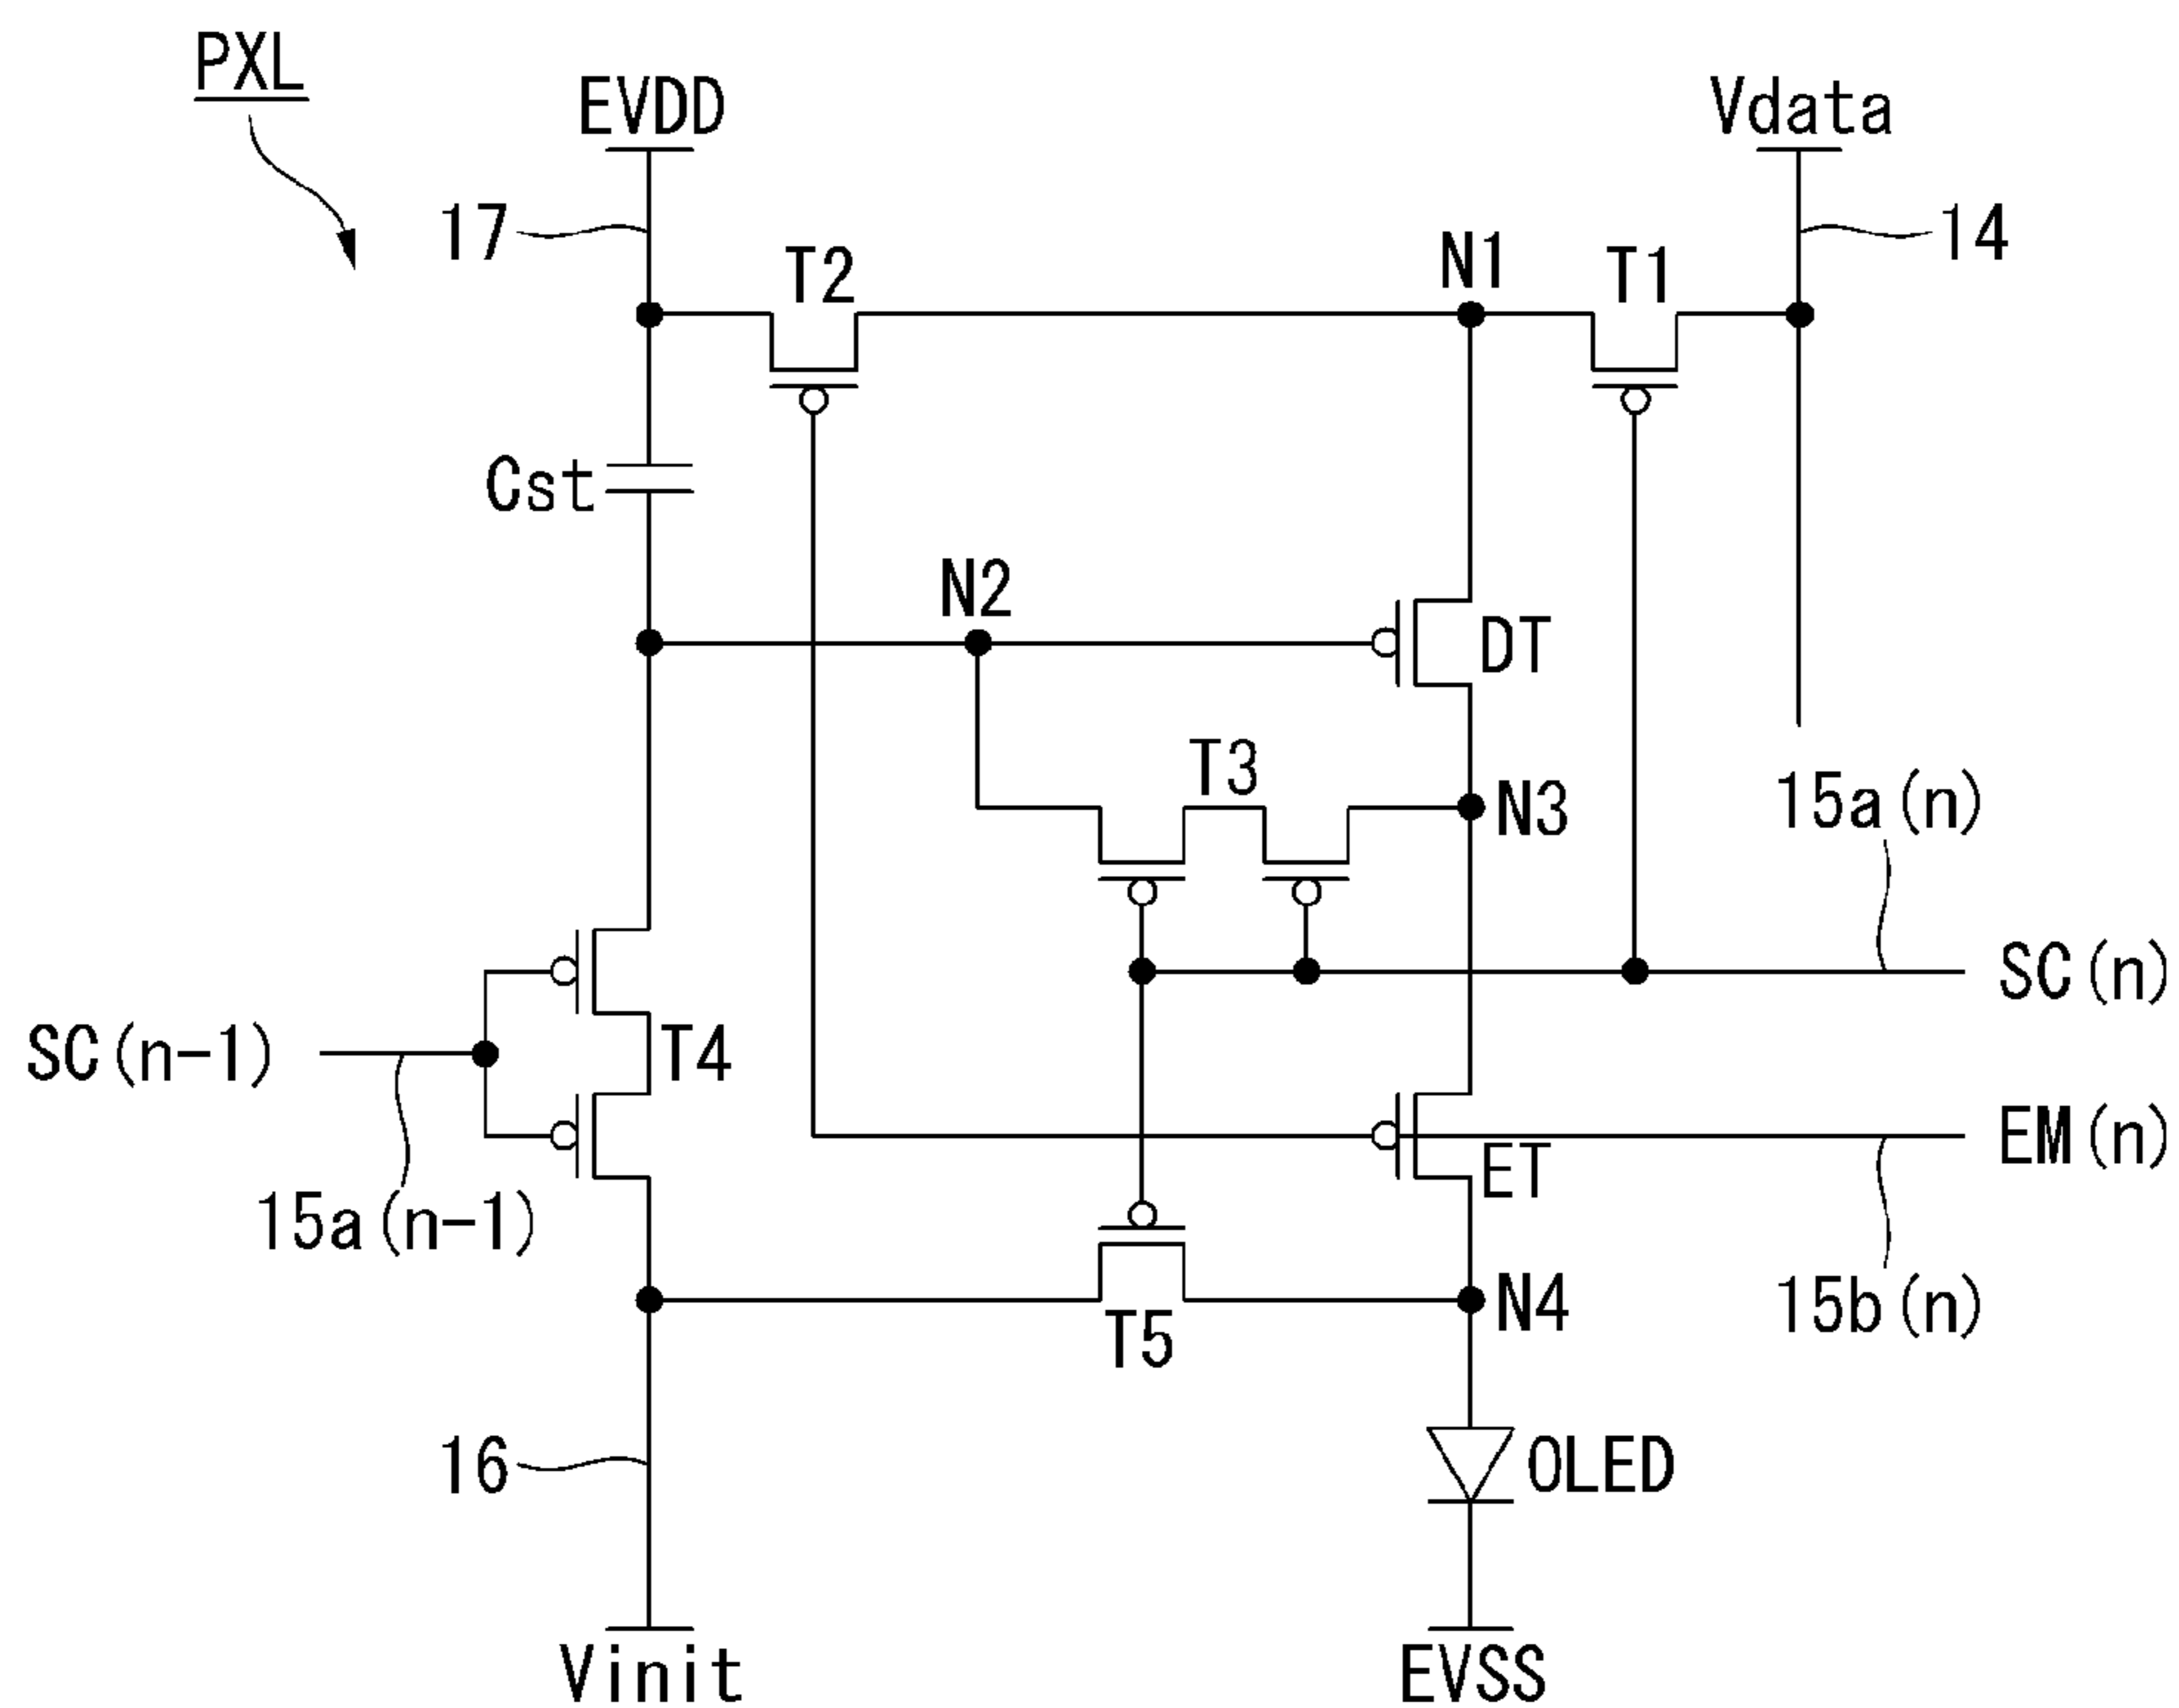 PXL
EVDD
Vdata
17
14
T2
N1
T1
Cst
N2
DT
T3
N3
15a(n)
SC(n)
SC(n-1)
T4
EM(n)
ET
15a(n-1)
15b(n)
N4
T5
16
OLED
Vinit
EVSS